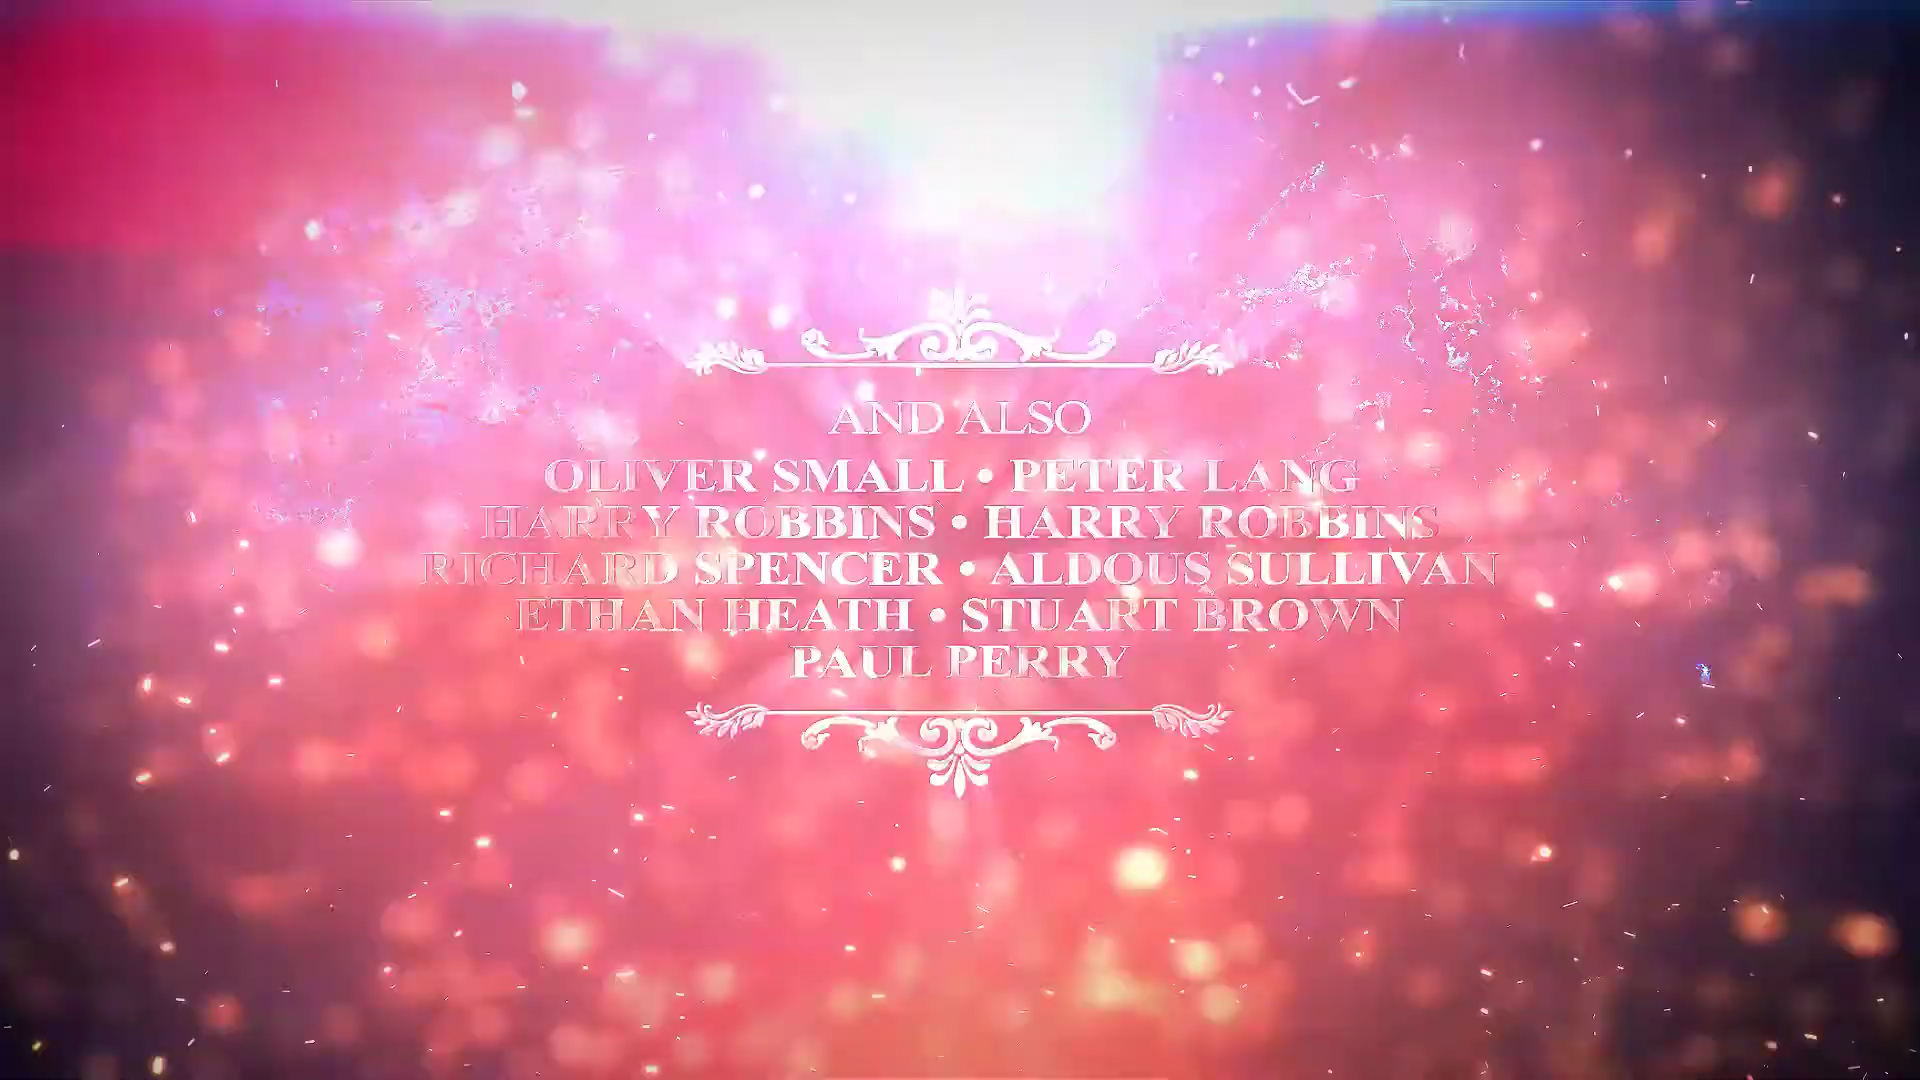 AND ALSO
OLIVER SMALL • PETER LANG
HARRY ROBBINS • HARRY ROBBINS
RICHARD SPENCER • ALDOUS SULLIVAN
ETHAN HEATH • STUART BROWN
PAUL PERRY